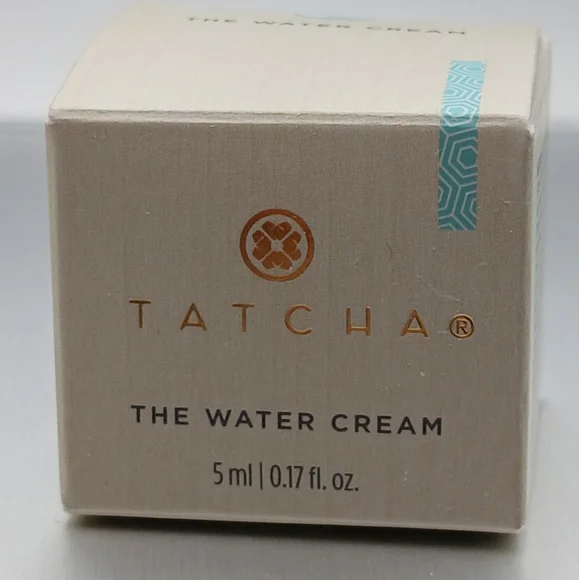 THE WATER CREAM
TATCHA®
THE WATER CREAM
5 ml | 0.17 fl. oz.